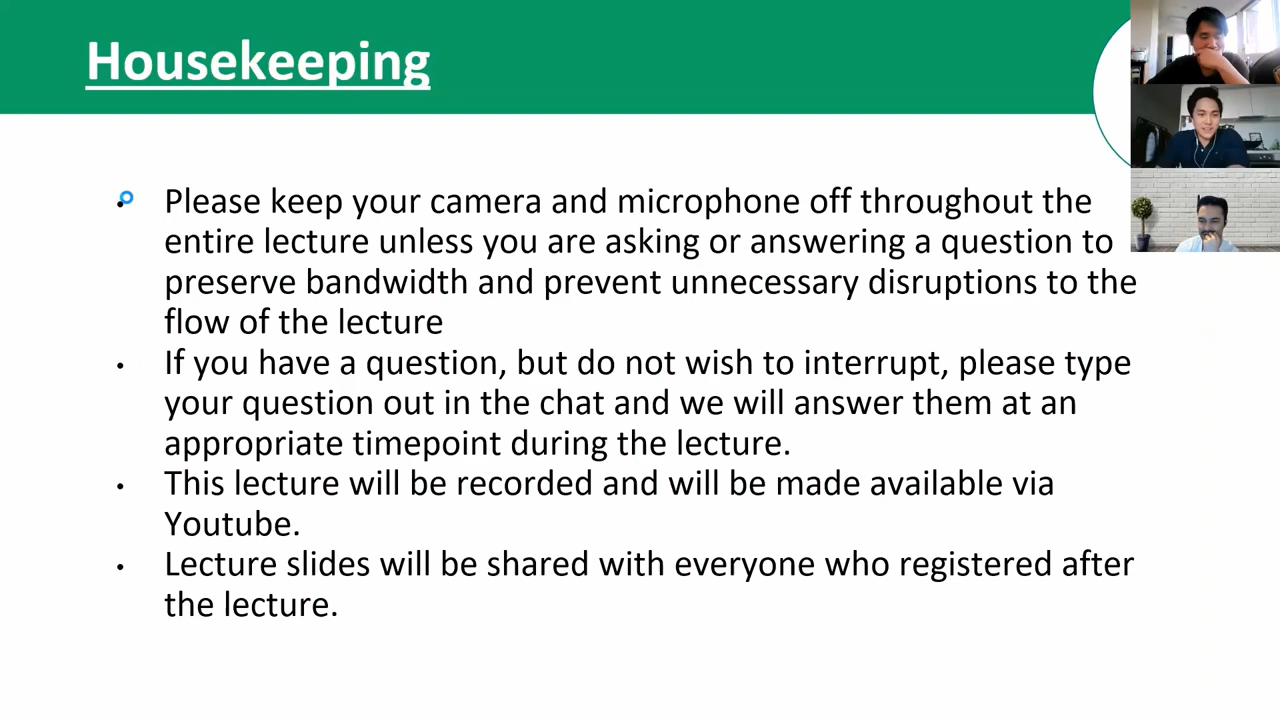 Housekeeping
• Please keep your camera and microphone off throughout the
entire lecture unless you are asking or answering a question to
preserve bandwidth and prevent unnecessary disruptions to the
flow of the lecture
• If you have a question, but do not wish to interrupt, please type
your question out in the chat and we will answer them at an
appropriate timepoint during the lecture.
• This lecture will be recorded and will be made available via
Youtube.
• Lecture slides will be shared with everyone who registered after
the lecture.